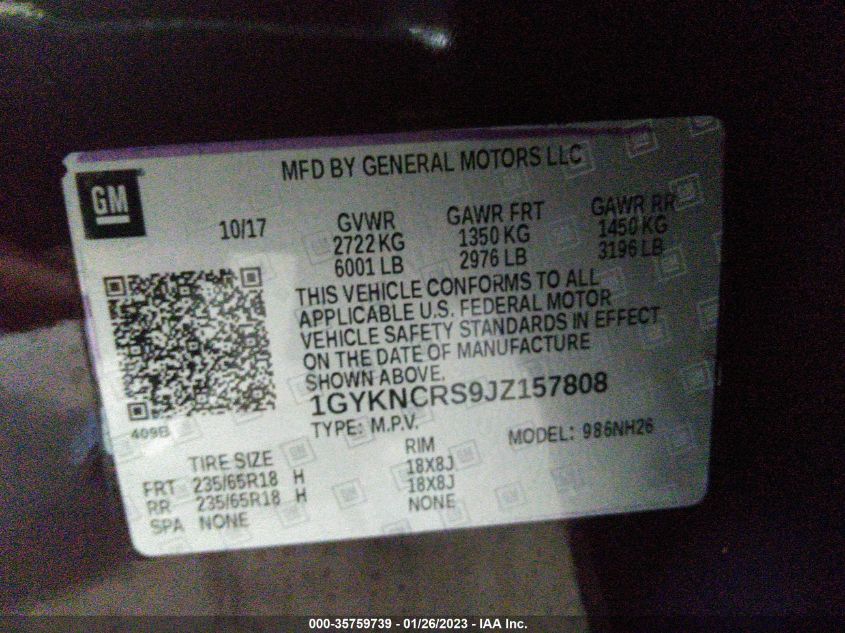 MFD BY GENERAL MOTORS LLC
GM
10/17
GVWR GAWR FRT GAWR RR
2722 KG 1350 KG 1450 KG
6001 LB 2976 LB 3196 LB
THIS VEHICLE CONFORMS TO ALL
APPLICABLE U.S. FEDERAL MOTOR
VEHICLE SAFETY STANDARDS IN EFFECT
ON THE DATE OF MANUFACTURE
SHOWN ABOVE.
1GYKNCRS9JZ157808
409B
TYPE: M.P.V. MODEL: 986NH26
TIRE SIZE RIM
FRT 235/65R18 H 18X8J
RR 235/65R18 H 18X8J
SPA NONE NONE
000-35759739 - 01/26/2023 - IAA Inc.